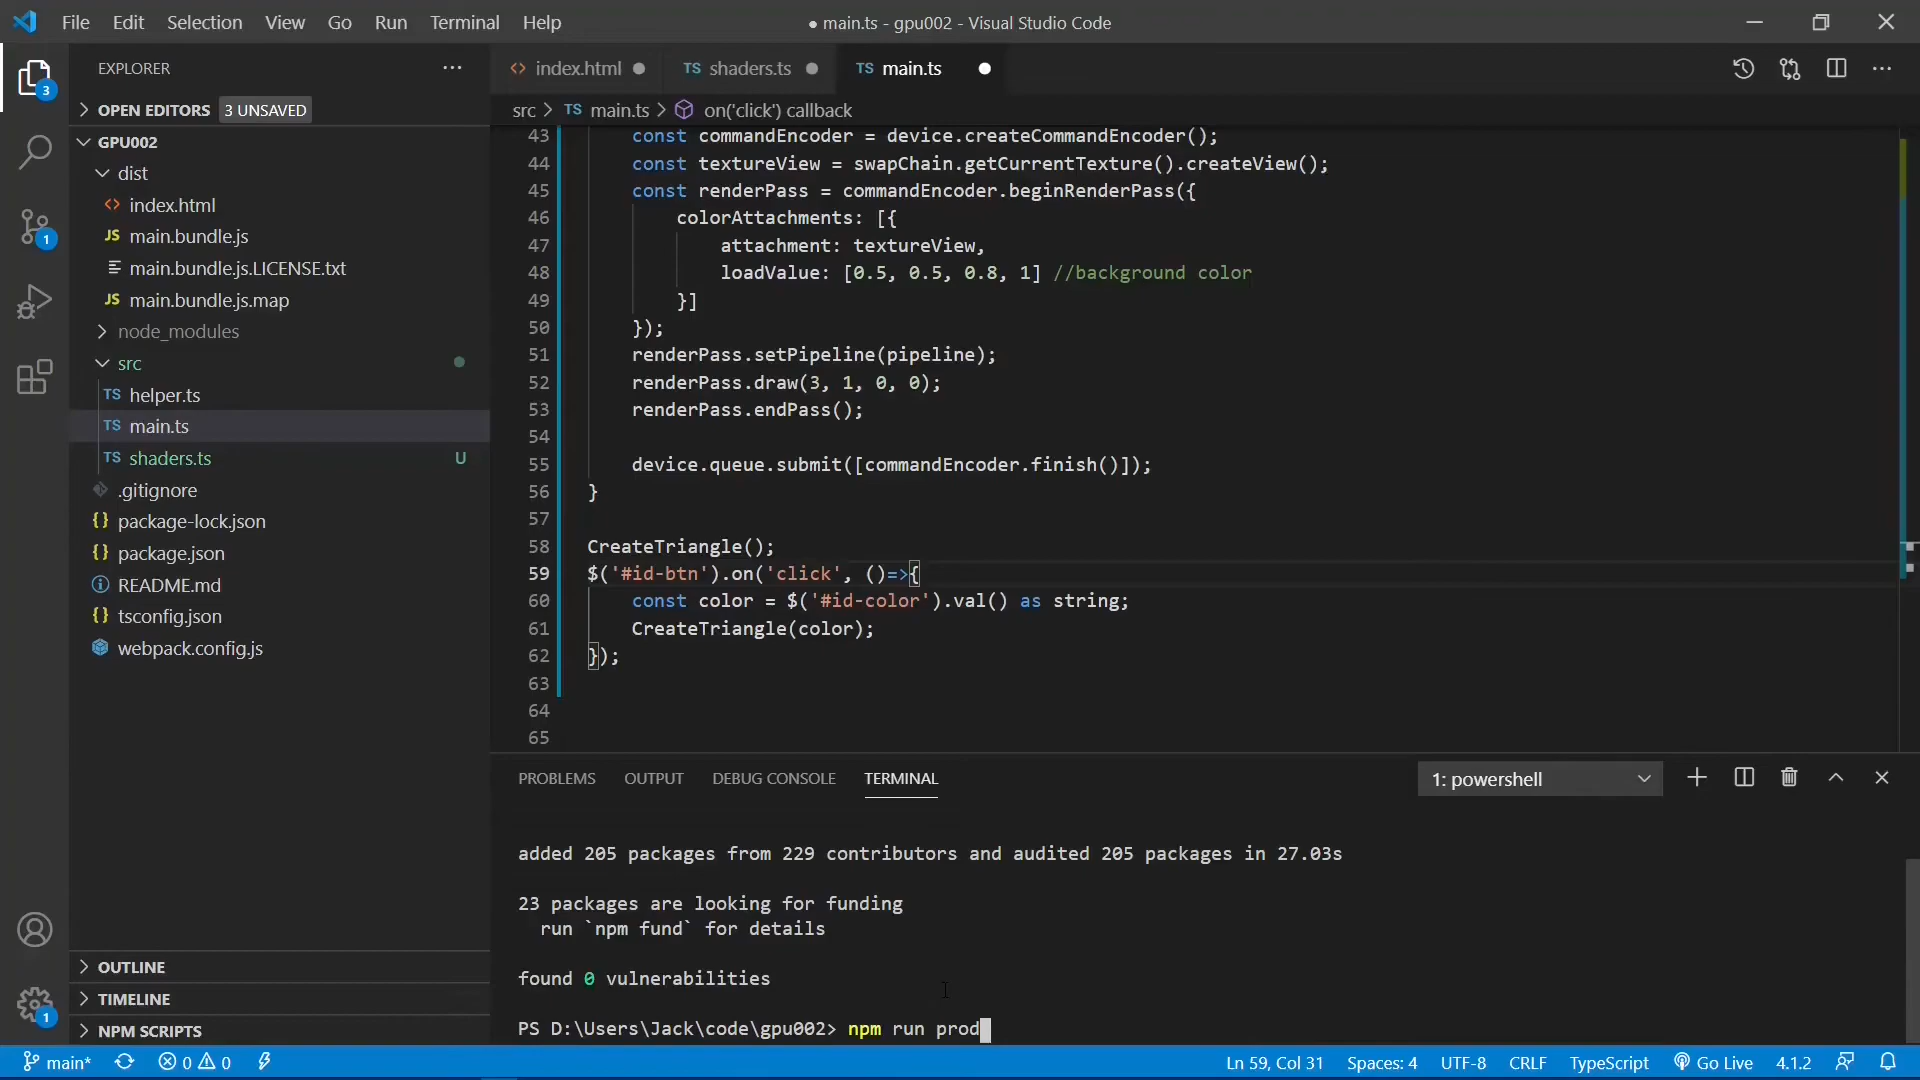 File Edit Selection View Go Run Terminal Help
● main.ts - gpu002 - Visual Studio Code
EXPLORER
OPEN EDITORS 3 UNSAVED
GPU002
dist
index.html
JS main.bundle.js
main.bundle.js.LICENSE.txt
JS main.bundle.js.map
node_modules
src
TS helper.ts
TS main.ts
TS shaders.ts U
.gitignore
{} package-lock.json
{} package.json
README.md
tsconfig.json
webpack.config.js
OUTLINE
TIMELINE
NPM SCRIPTS
3
1
1
<> index.html
TS shaders.ts
TS main.ts
src > TS main.ts > on('click') callback
43 const commandEncoder = device.createCommandEncoder();
44 const textureView = swapChain.getCurrentTexture().createView();
45 const renderPass = commandEncoder.beginRenderPass({
46 colorAttachments: [{
47 attachment: textureView,
48 loadValue: [0.5, 0.5, 0.8, 1] //background color
49 }]
50 });
51 renderPass.setPipeline(pipeline);
52 renderPass.draw(3, 1, 0, 0);
53 renderPass.endPass();
54
55 device.queue.submit([commandEncoder.finish()]);
56 }
57
58 CreateTriangle();
59 $('#id-btn').on('click', ()=>{
60 const color = $('#id-color').val() as string;
61 CreateTriangle(color);
62 });
63
64
65
PROBLEMS OUTPUT DEBUG CONSOLE TERMINAL
1: powershell
added 205 packages from 229 contributors and audited 205 packages in 27.03s
23 packages are looking for funding
run `npm fund` for details
found 0 vulnerabilities
PS D:\Users\Jack\code\gpu002> npm run prod
main* 0 0
Ln 59, Col 31 Spaces: 4 UTF-8 CRLF TypeScript Go Live 4.1.2